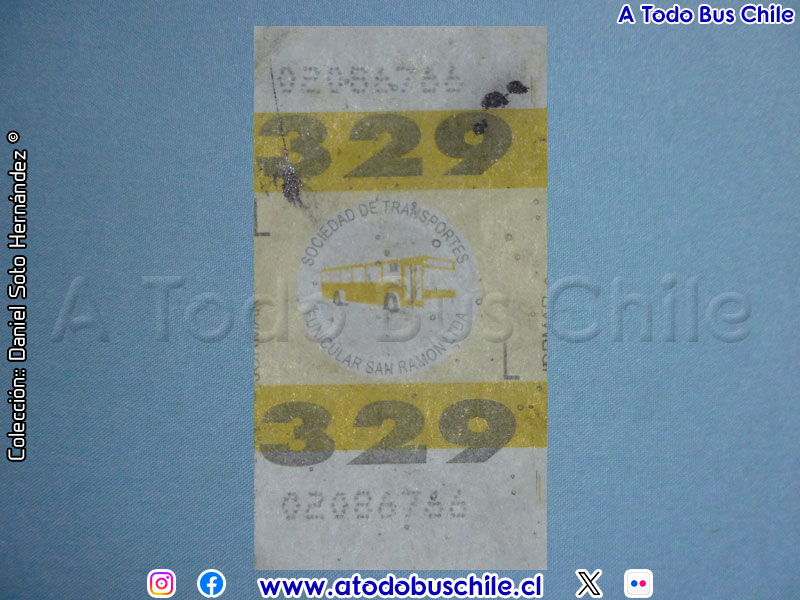 A Todo Bus Chile
02086766
329
SOCIEDAD DE TRANSPORTES
FUNICULAR SAN RAMON LTDA
L
L
329
02086766
A Todo Bus Chile
Colección:: Daniel Soto Hernández ©
www.atodobuschile.cl